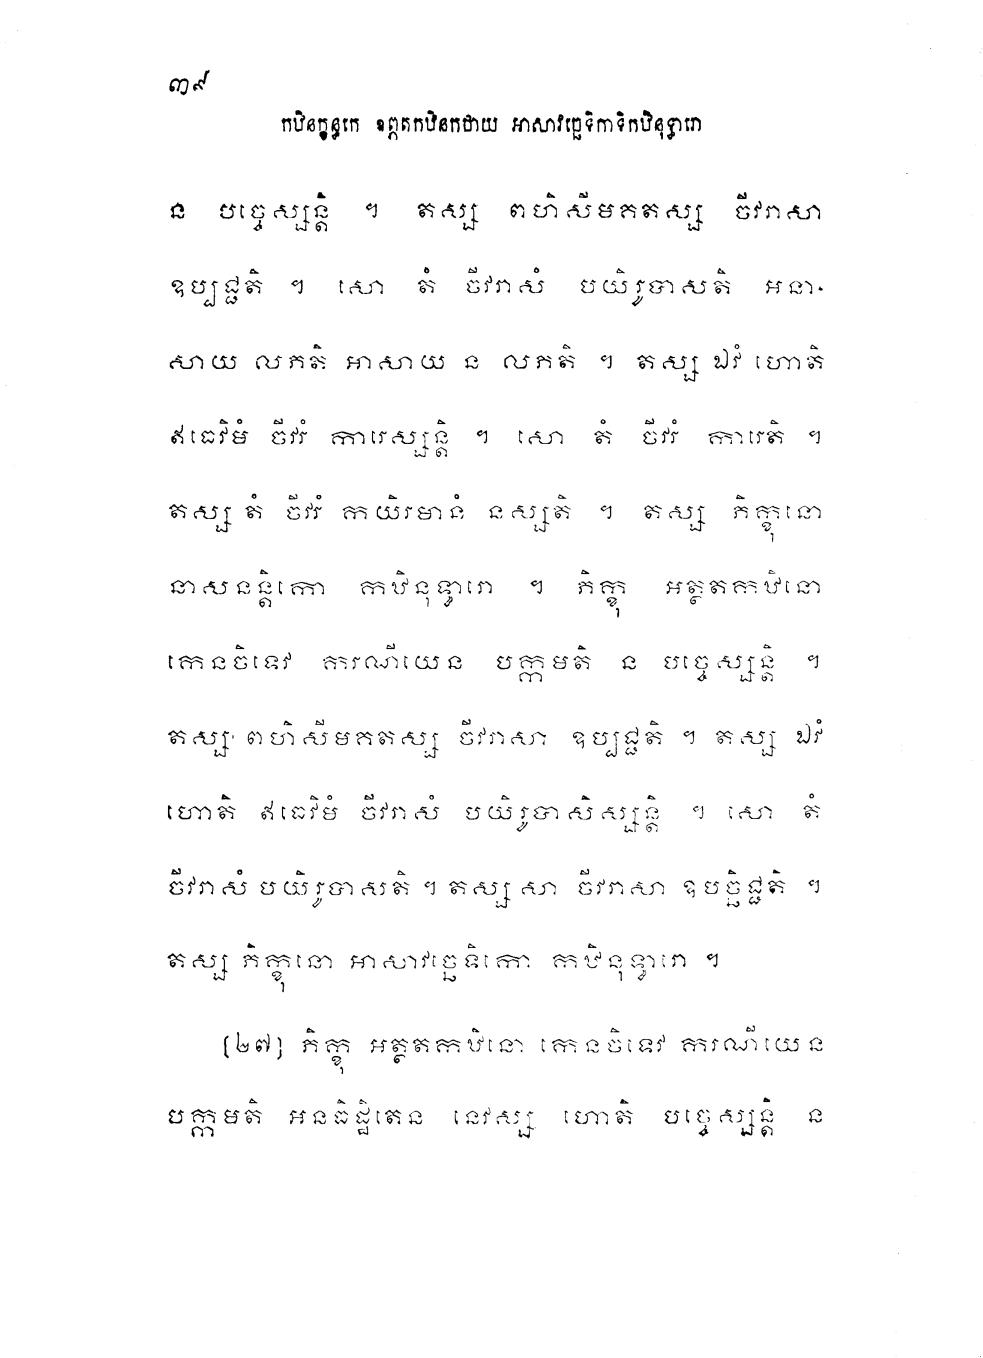 ៣៩
កឋិនក្ខន្ធកេ ឧព្ភតកឋិនកថាយ អាសាវច្ឆេទិកាទិកឋិនុទ្ធារោ
ន បច្ចេស្សន្តិ ។ តស្ស ពហិសីមគតស្ស ចីវរាសា
ឧប្បជ្ជតិ ។ សោ តំ ចីវរាសំ បយិរូបាសតិ អនា-
សាយ លភតិ អាសាយ ន លភតិ ។ តស្ស ឯវំ ហោតិ
ឥធេវិមំ ចីវរំ ការេស្សន្តិ ។ សោ តំ ចីវរំ ការេតិ ។
តស្ស តំ ចីវរំ កយិរមានំ នស្សតិ ។ តស្ស ភិក្ខុនោ
នាសនន្តិកោ កឋិនុទ្ធារោ ។ ភិក្ខុ អត្ថតកឋិនោ
កេនចិទេវ ករណីយេន បក្កមតិ ន បច្ចេស្សន្តិ ។
តស្ស ពហិសីមគតស្ស ចីវរាសា ឧប្បជ្ជតិ ។ តស្ស ឯវំ
ហោតិ ឥធេវិមំ ចីវរាសំ បយិរូបាសិស្សន្តិ ។ សោ តំ
ចីវរាសំ បយិរូបាសតិ ។ តស្ស សា ចីវរាសា ឧបច្ឆិជ្ជតិ ។
តស្ស ភិក្ខុនោ អាសាវច្ឆេទិកោ កឋិនុទ្ធារោ ។
[២៧] ភិក្ខុ អត្ថតកឋិនោ កេនចិទេវ ករណីយេន
បក្កមតិ អនធិដ្ឋិតេន នេវស្ស ហោតិ បច្ចេស្សន្តិ ន